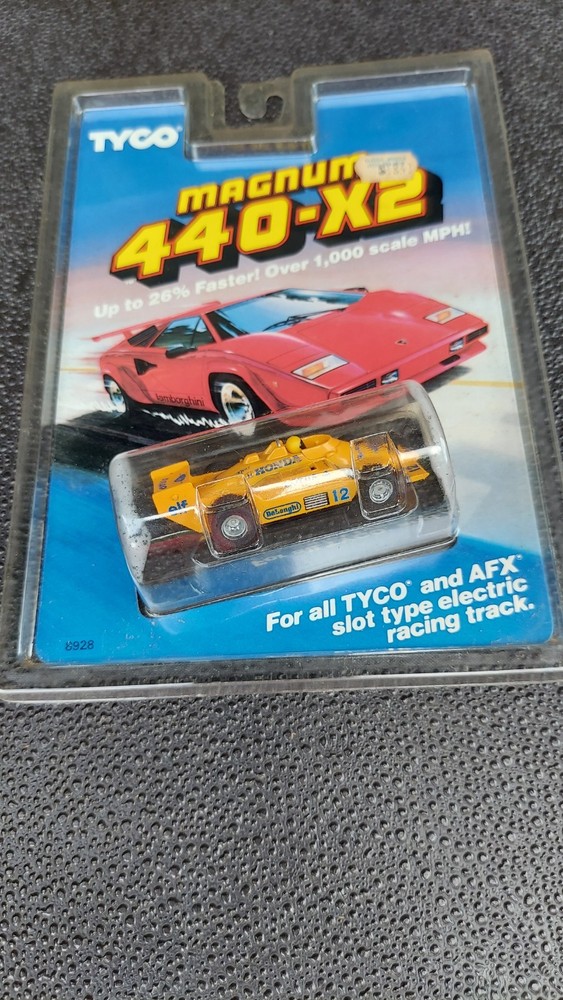 TYCO®
MAGNUM
440-X2
Up to 26% Faster! Over 1,000 scale MPH!
lamborghini
HONDA
elf
DeLonghi
12
For all TYCO® and AFX®
slot type electric
racing track.
8928